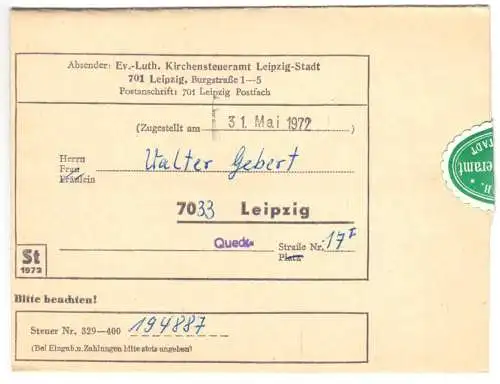 Absender: Ev.-Luth. Kirchensteueramt Leipzig-Stadt
701 Leipzig, Burgstraße 1-5
Postanschrift: 701 Leipzig Postfach
(Zugestellt am 31. Mai 1972)
Herrn
Frau
Fräulein
Walter Gebert
7033 Leipzig
Straße Nr. 17 I
Platz
St
1972
Bitte beachten!
Steuer Nr. 329-400 194887
(Bei Eingab. u. Zahlungen bitte stets angeben)